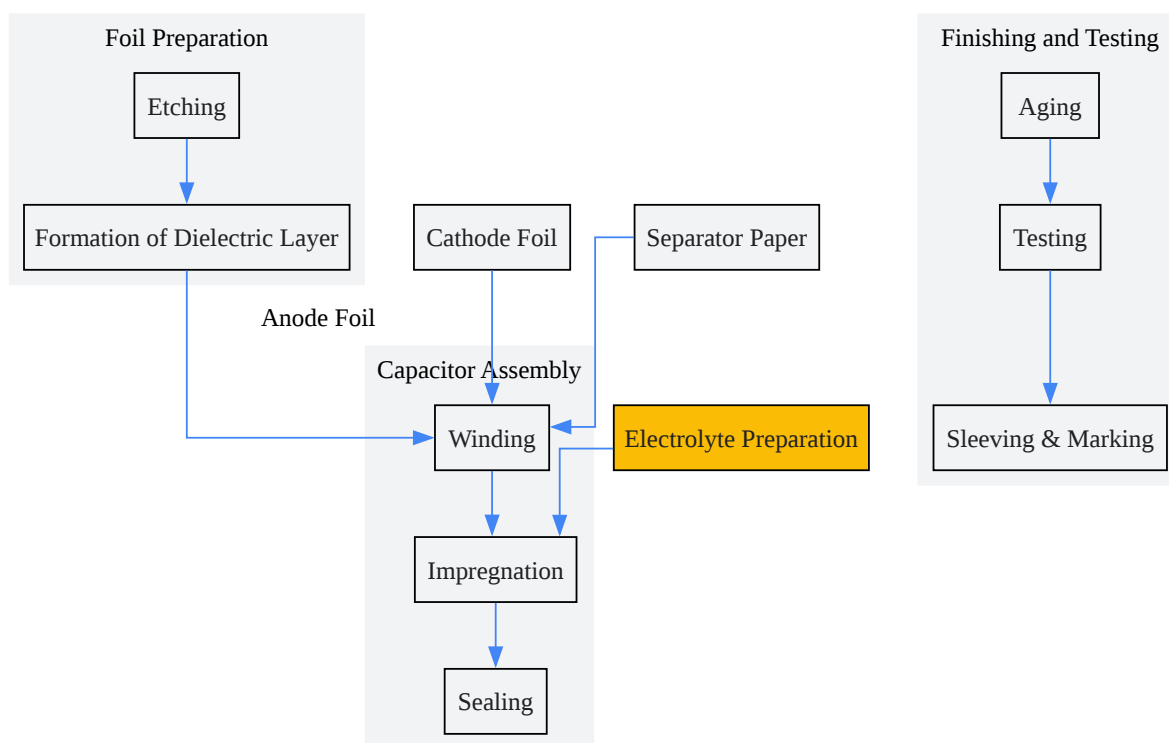 Foil Preparation
Etching
Formation of Dielectric Layer
Cathode Foil
Separator Paper
Anode Foil
Capacitor Assembly
Winding
Electrolyte Preparation
Impregnation
Sealing
Finishing and Testing
Aging
Testing
Sleeving & Marking